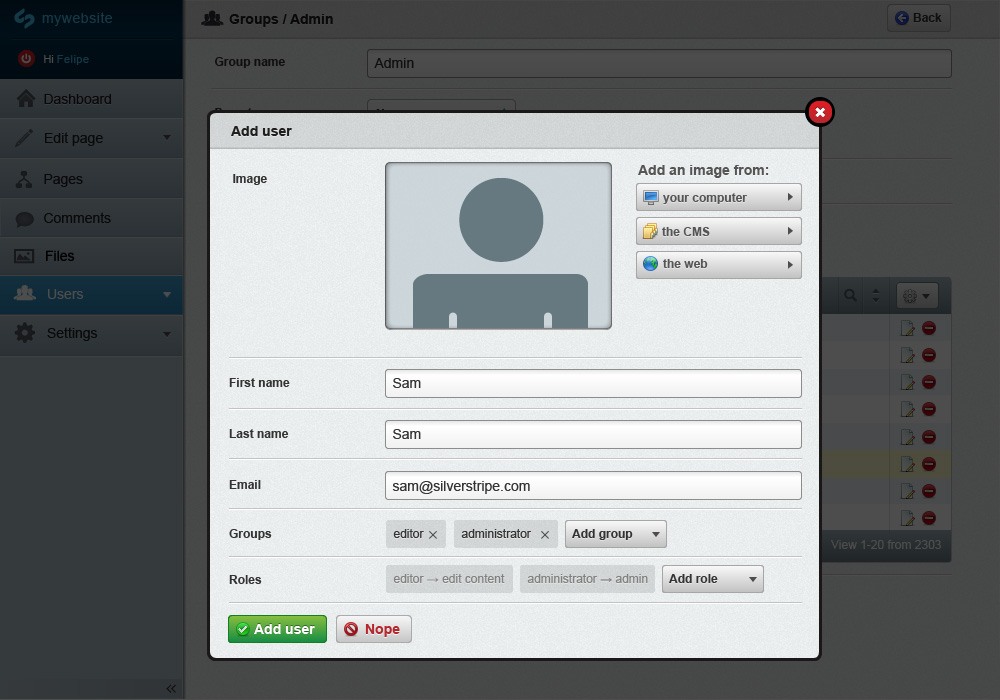 mywebsite
Groups / Admin
Back
Hi Felipe
Group name
Admin
Dashboard
Edit page
Pages
Comments
Files
Users
Settings
Add user
Image
Add an image from:
your computer
the CMS
the web
First name
Sam
Last name
Sam
Email
sam@silverstripe.com
Groups
editor ×
administrator ×
Add group
View 1-20 from 2303
Roles
editor → edit content
administrator → admin
Add role
Add user
Nope
«